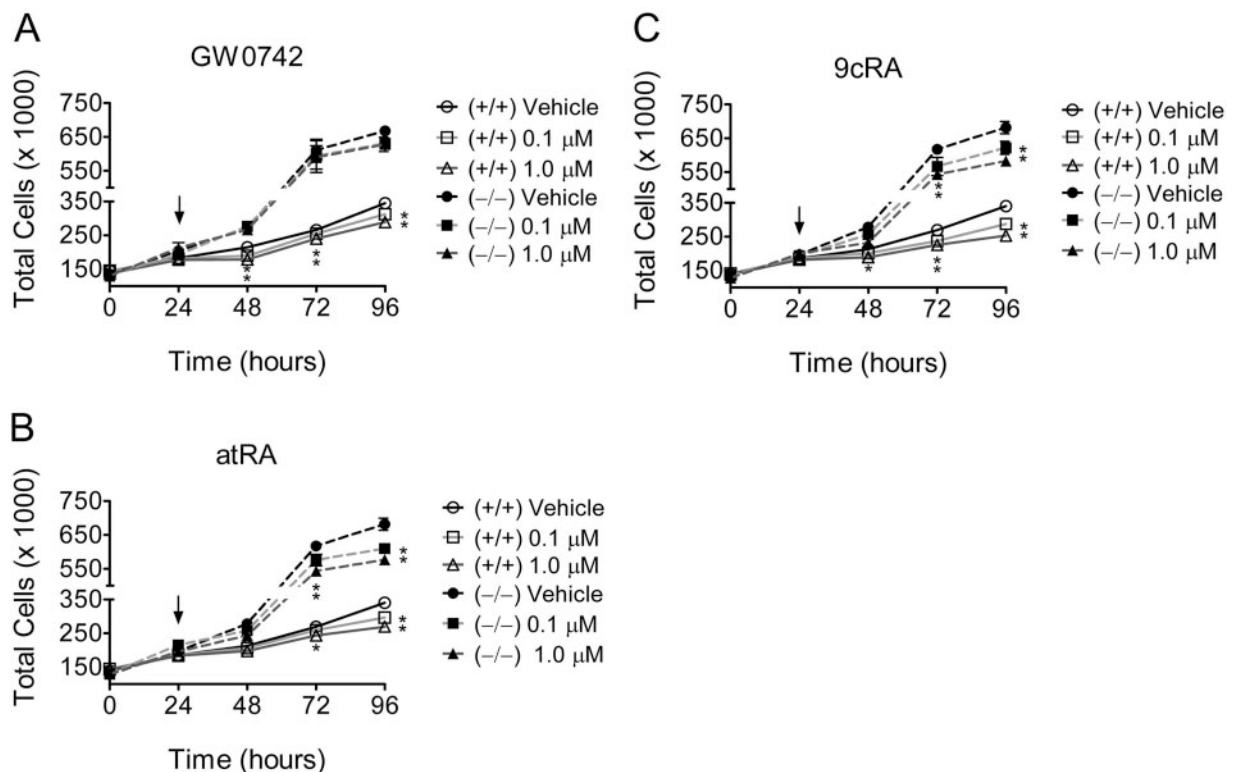 A
GW0742
Total Cells (x 1000)
750
650
550
350
250
150
0 24 48 72 96
Time (hours)
* *
* *
* *
(+/+) Vehicle
(+/+) 0.1 μM
(+/+) 1.0 μM
(−/−) Vehicle
(−/−) 0.1 μM
(−/−) 1.0 μM
B
atRA
Total Cells (x 1000)
750
650
550
350
250
150
0 24 48 72 96
Time (hours)
* *
* *
*
* *
(+/+) Vehicle
(+/+) 0.1 μM
(+/+) 1.0 μM
(−/−) Vehicle
(−/−) 0.1 μM
(−/−) 1.0 μM
C
9cRA
Total Cells (x 1000)
750
650
550
350
250
150
0 24 48 72 96
Time (hours)
* *
* *
*
* *
* *
(+/+) Vehicle
(+/+) 0.1 μM
(+/+) 1.0 μM
(−/−) Vehicle
(−/−) 0.1 μM
(−/−) 1.0 μM